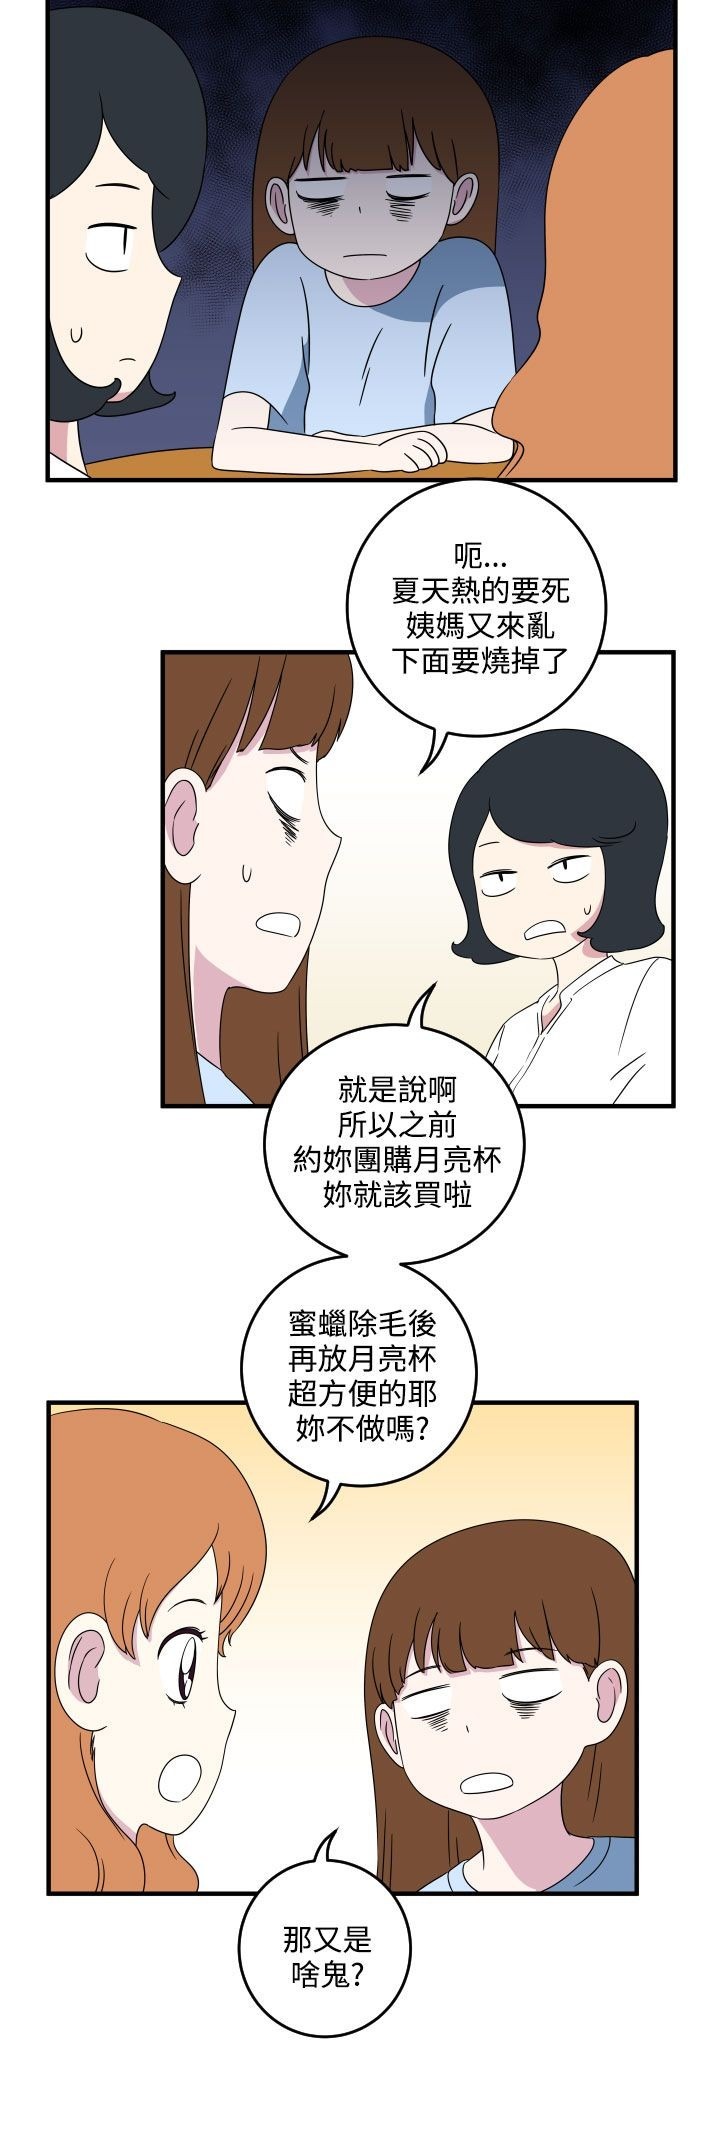 呃...
夏天熱的要死
姨媽又來亂
下面要燒掉了
就是說啊
所以之前
約妳團購月亮杯
妳就該買啦
蜜蠟除毛後
再放月亮杯
超方便的耶
妳不做嗎?
那又是
啥鬼?